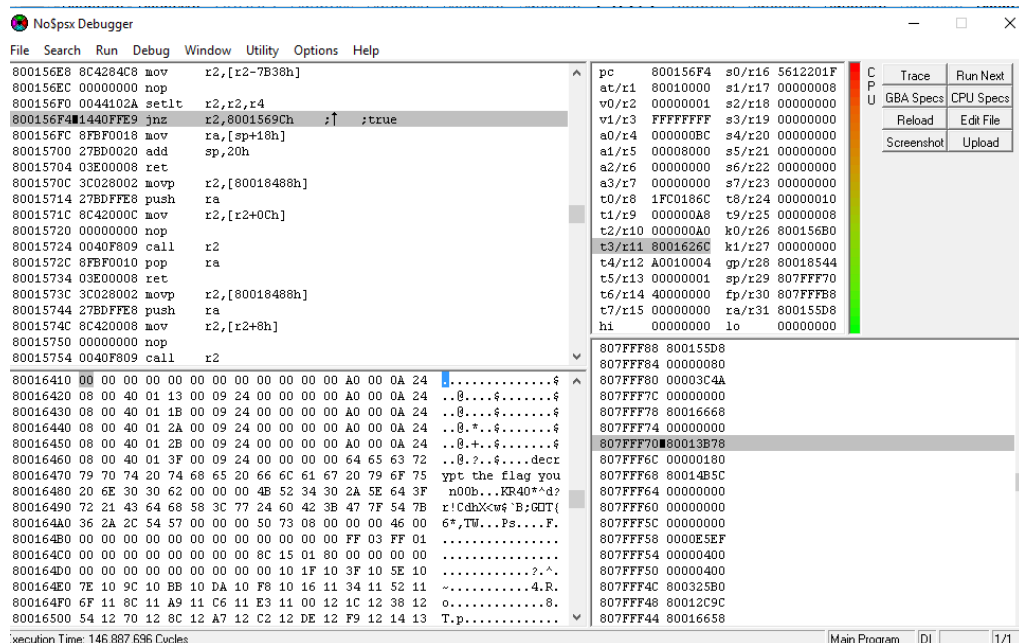 No$psx Debugger
File Search Run Debug Window Utility Options Help
800156E8 8C4284C8 mov r2,[r2-7B38h]
800156EC 00000000 nop
800156F0 0044102A setlt r2,r2,r4
800156F4 1440FFE9 jnz r2,8001569Ch ;↑ ;true
800156FC 8FBF0018 mov ra,[sp+18h]
80015700 27BD0020 add sp,20h
80015704 03E00008 ret
8001570C 3C028002 movp r2,[80018488h]
80015714 27BDFFE8 push ra
8001571C 8C42000C mov r2,[r2+0Ch]
80015720 00000000 nop
80015724 0040F809 call r2
8001572C 8FBF0010 pop ra
80015734 03E00008 ret
8001573C 3C028002 movp r2,[80018488h]
80015744 27BDFFE8 push ra
8001574C 8C420008 mov r2,[r2+8h]
80015750 00000000 nop
80015754 0040F809 call r2
pc 800156F4 s0/r16 5612201F
at/r1 80010000 s1/r17 00000008
v0/r2 00000001 s2/r18 00000000
v1/r3 FFFFFFFF s3/r19 00000000
a0/r4 000000BC s4/r20 00000000
a1/r5 00008000 s5/r21 00000000
a2/r6 00000000 s6/r22 00000000
a3/r7 00000000 s7/r23 00000000
t0/r8 1FC0186C t8/r24 00000010
t1/r9 000000A8 t9/r25 00000008
t2/r10 000000A0 k0/r26 800156B0
t3/r11 8001626C k1/r27 00000000
t4/r12 A0010004 gp/r28 80018544
t5/r13 00000001 sp/r29 807FFF70
t6/r14 40000000 fp/r30 807FFFB8
t7/r15 00000000 ra/r31 800155D8
hi 00000000 lo 00000000
CPU
Trace Run Next
GBA Specs CPU Specs
Reload Edit File
Screenshot Upload
80016410 00 00 00 00 00 00 00 00 00 00 00 00 A0 00 0A 24 ...............$
80016420 08 00 40 01 13 00 09 24 00 00 00 00 A0 00 0A 24 ..@....$.......$
80016430 08 00 40 01 1B 00 09 24 00 00 00 00 A0 00 0A 24 ..@....$.......$
80016440 08 00 40 01 2A 00 09 24 00 00 00 00 A0 00 0A 24 ..@.*..$.......$
80016450 08 00 40 01 2B 00 09 24 00 00 00 00 A0 00 0A 24 ..@.+..$.......$
80016460 08 00 40 01 3F 00 09 24 00 00 00 00 64 65 63 72 ..@.?..$....decr
80016470 79 70 74 20 74 68 65 20 66 6C 61 67 20 79 6F 75 ypt the flag you
80016480 20 6E 30 30 62 00 00 00 4B 52 34 30 2A 5E 64 3F n00b...KR40*^d?
80016490 72 21 43 64 68 58 3C 77 24 60 42 3B 47 7F 54 7B r!CdhX<w$`B;G⌂T{
800164A0 36 2A 2C 54 57 00 00 00 50 73 08 00 00 00 46 00 6*,TW...Ps....F.
800164B0 00 00 00 00 00 00 00 00 00 00 00 00 FF 03 FF 01 ................
800164C0 00 00 00 00 00 00 00 00 8C 15 01 80 00 00 00 00 ................
800164D0 00 00 00 00 00 00 00 00 10 10 1F 10 3F 10 5E 10 ............?.^.
800164E0 7E 10 9C 10 BB 10 DA 10 F8 10 16 11 34 11 52 11 ~...........4.R.
800164F0 6F 11 8C 11 A9 11 C6 11 E3 11 00 12 1C 12 38 12 o.............8.
80016500 54 12 70 12 8C 12 A7 12 C2 12 DE 12 F9 12 14 13 T.p.............
807FFF88 800155D8
807FFF84 00000080
807FFF80 00003C4A
807FFF7C 00000000
807FFF78 80016668
807FFF74 00000000
807FFF70 80013B78
807FFF6C 00000180
807FFF68 80014B5C
807FFF64 00000000
807FFF60 00000000
807FFF5C 00000000
807FFF58 0000E5EF
807FFF54 00000400
807FFF50 00000400
807FFF4C 800325B0
807FFF48 80012C9C
807FFF44 80016658
Execution Time: 146,887,696 Cycles Main Program DI 1/1